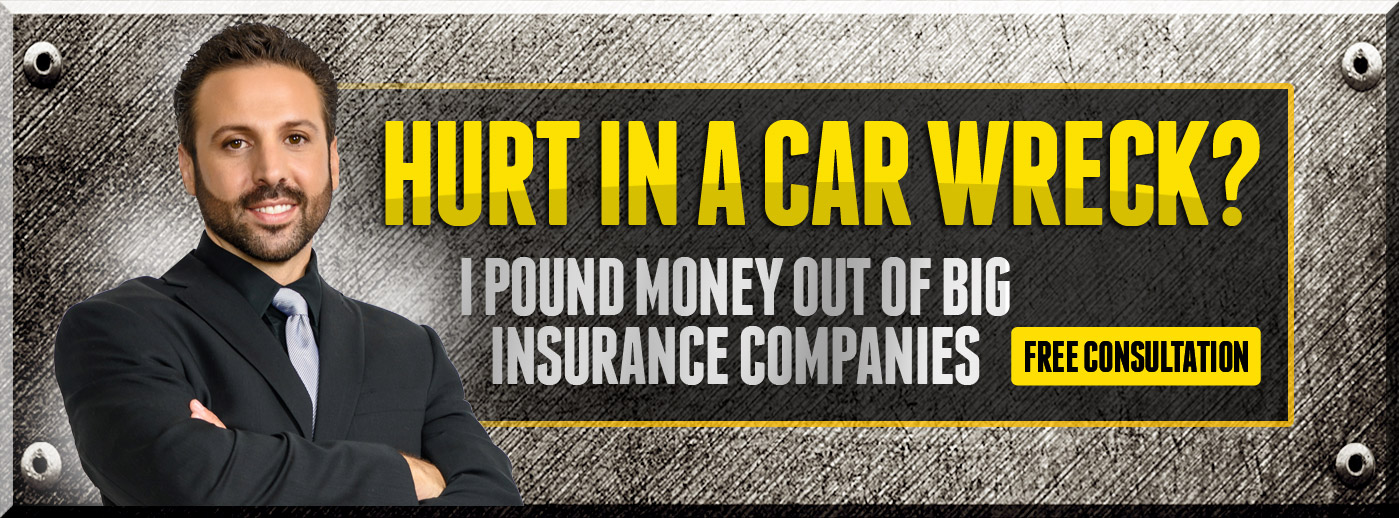 HURT IN A CAR WRECK?
I POUND MONEY OUT OF BIG
INSURANCE COMPANIES
FREE CONSULTATION